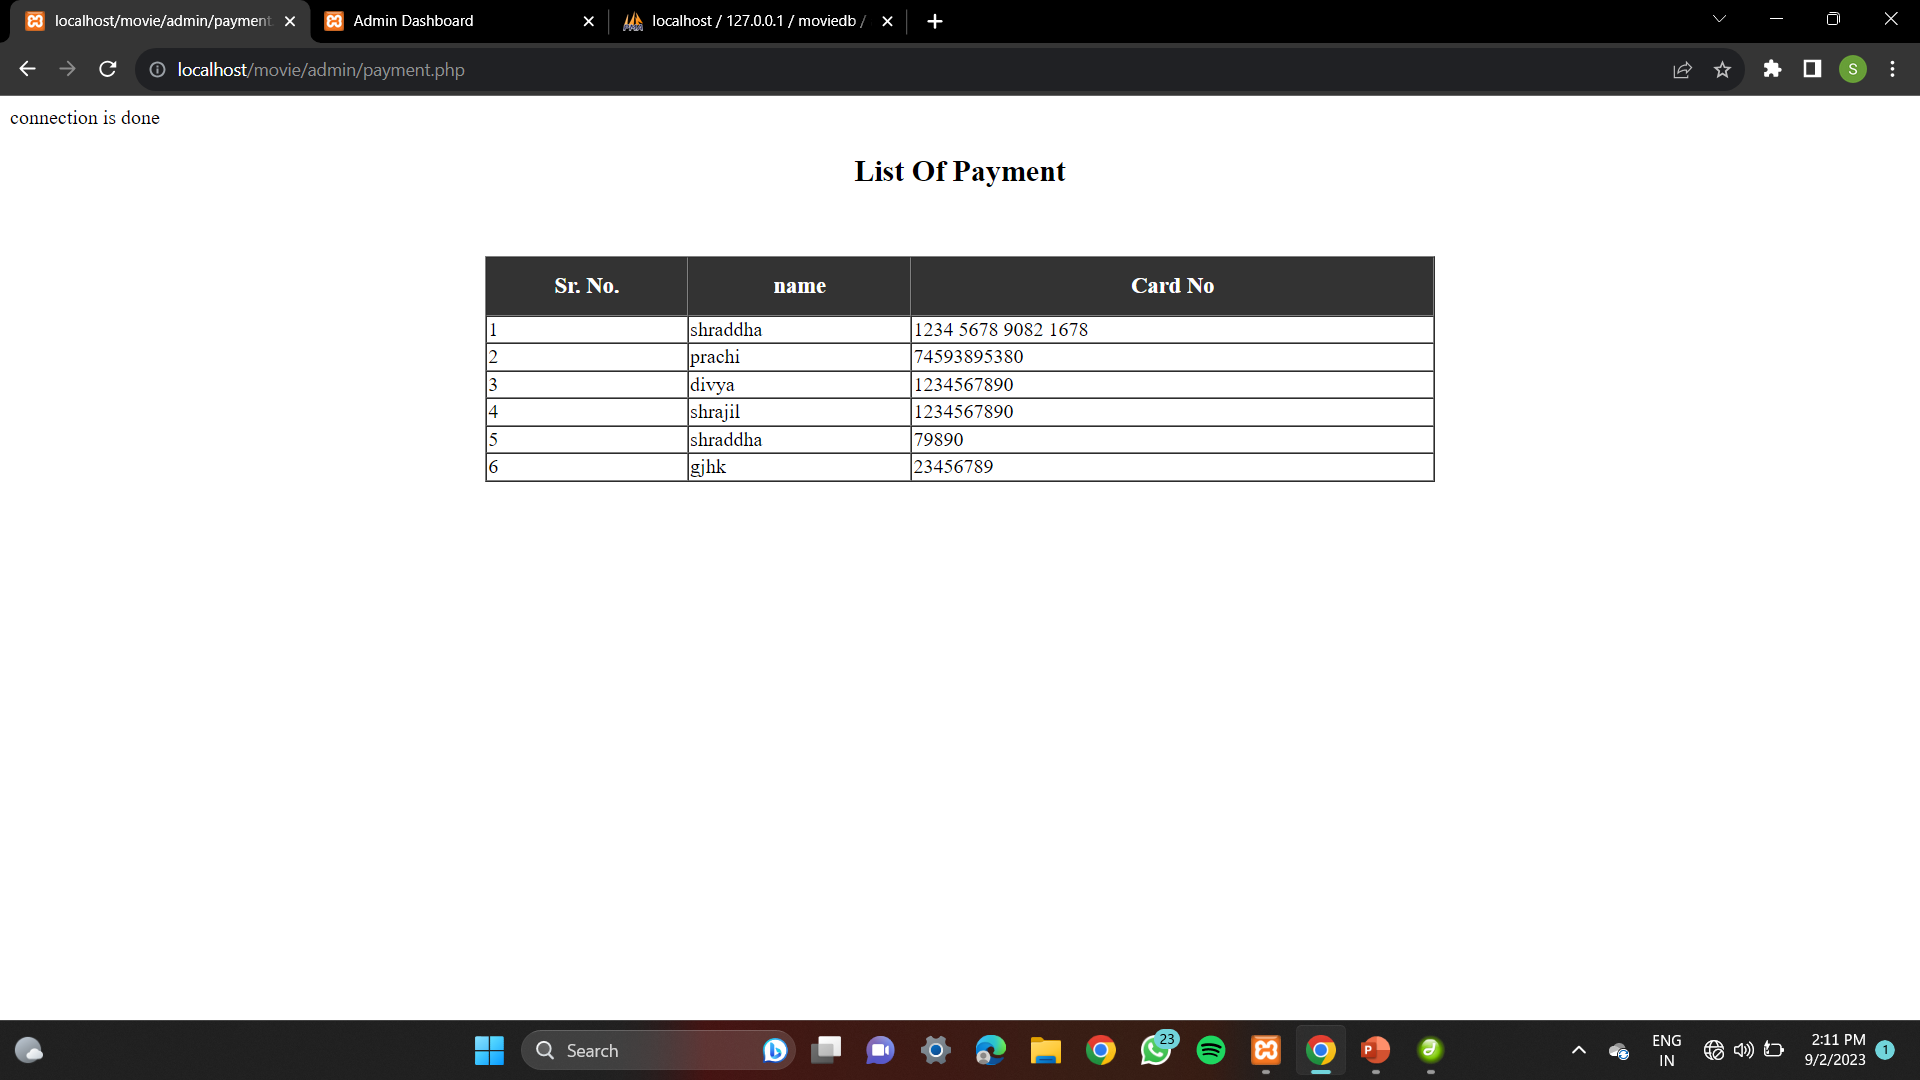 localhost/movie/admin/payment
Admin Dashboard
localhost / 127.0.0.1 / moviedb /
localhost/movie/admin/payment.php
S
connection is done
List Of Payment
Sr. No. name Card No
1 shraddha 1234 5678 9082 1678
2 prachi 74593895380
3 divya 1234567890
4 shrajil 1234567890
5 shraddha 79890
6 gjhk 23456789
Search
23
ENG
IN
2:11 PM
9/2/2023
1